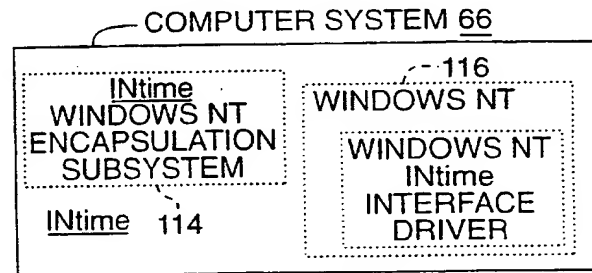 COMPUTER SYSTEM 66
INtime
WINDOWS NT
ENCAPSULATION
SUBSYSTEM
114
INtime
116
WINDOWS NT
WINDOWS NT
INtime
INTERFACE
DRIVER